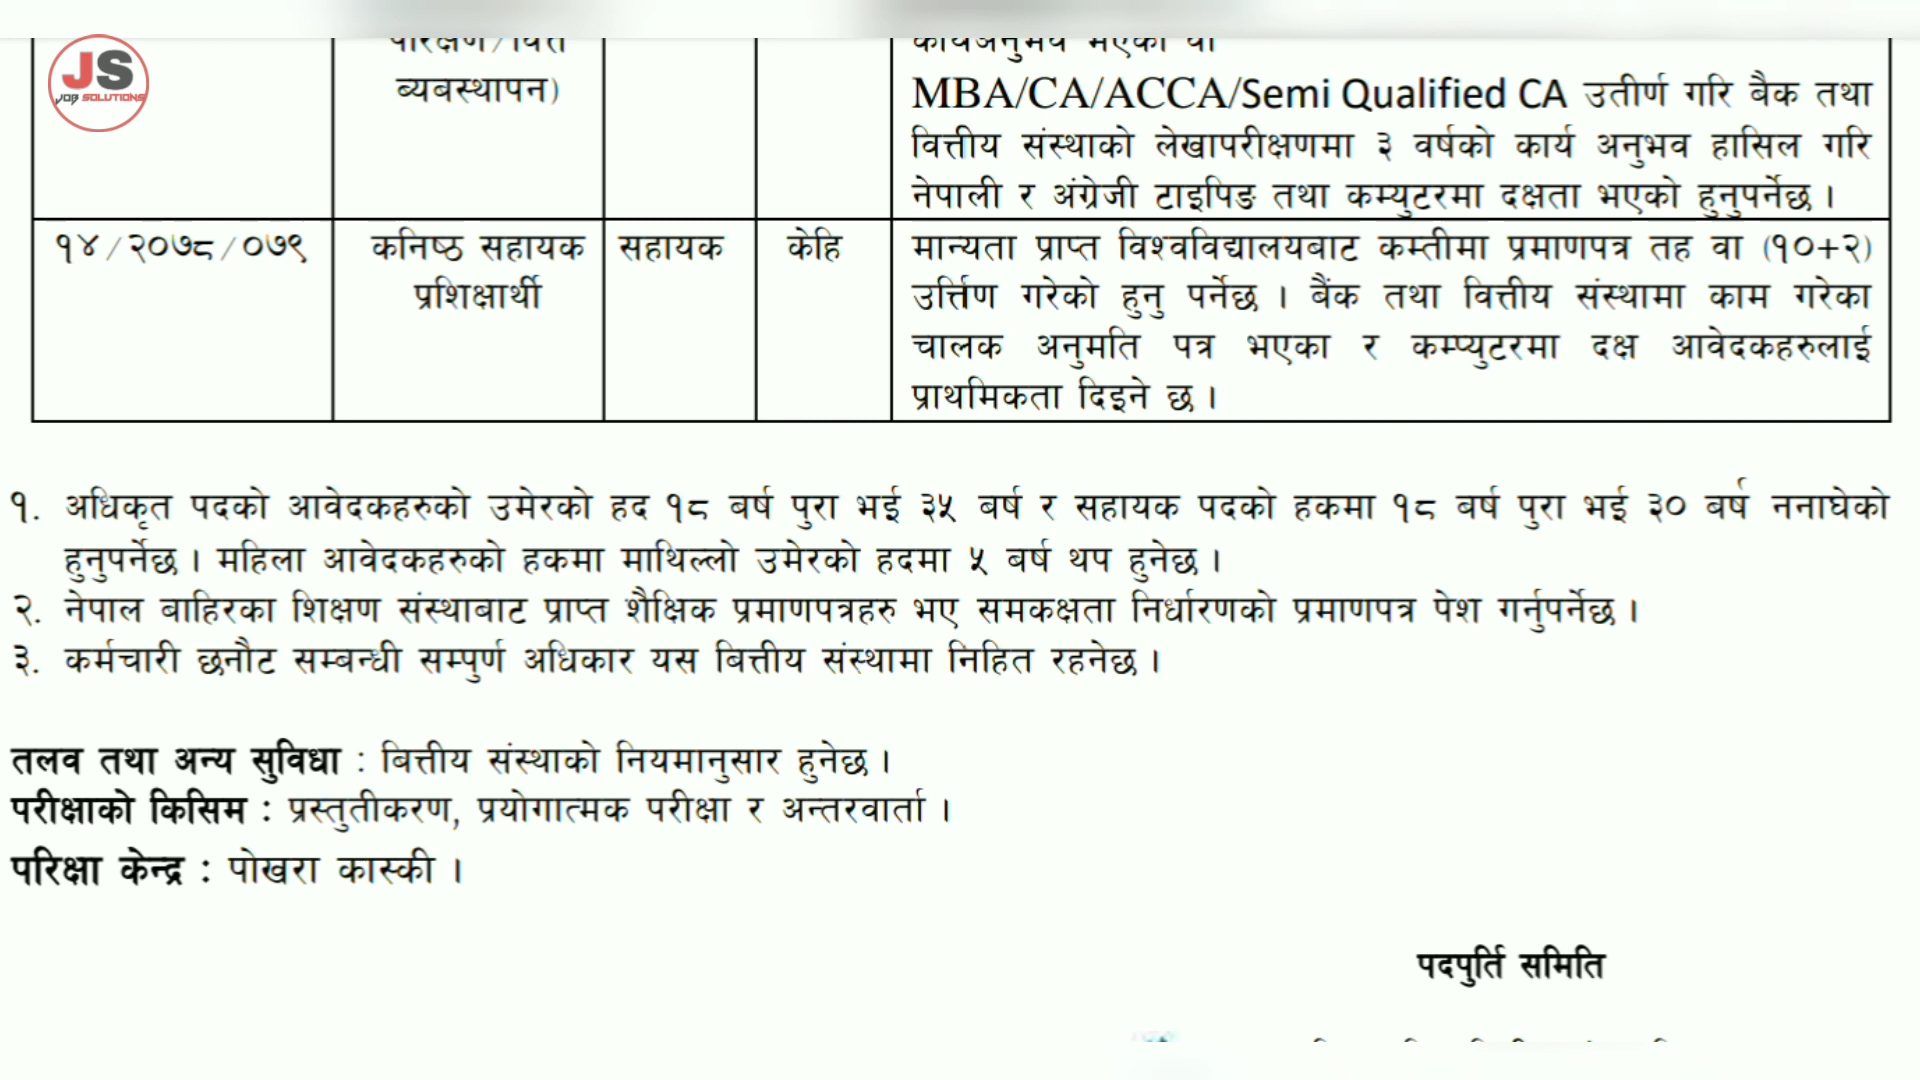 JS
JOB SOLUTIONS
व्यबस्थापन)
MBA/CA/ACCA/Semi Qualified CA उतीर्ण गरि बैक तथा
वित्तीय संस्थाको लेखापरीक्षणमा ३ वर्षको कार्य अनुभव हासिल गरि
नेपाली र अंग्रेजी टाइपिङ तथा कम्युटरमा दक्षता भएको हुनुपर्नेछ ।
१४/२०७८/०७९ कनिष्ठ सहायक सहायक केहि मान्यता प्राप्त विश्वविद्यालयबाट कम्तीमा प्रमाणपत्र तह वा (१०+२)
प्रशिक्षार्थी उर्त्तिण गरेको हुनु पर्नेछ । बैंक तथा वित्तीय संस्थामा काम गरेका
चालक अनुमति पत्र भएका र कम्प्युटरमा दक्ष आवेदकहरुलाई
प्राथमिकता दिइने छ ।
१. अधिकृत पदको आवेदकहरुको उमेरको हद १८ बर्ष पुरा भई ३५ बर्ष र सहायक पदको हकमा १८ बर्ष पुरा भई ३० बर्ष ननाघेको
हुनुपर्नेछ । महिला आवेदकहरुको हकमा माथिल्लो उमेरको हदमा ५ बर्ष थप हुनेछ ।
२. नेपाल बाहिरका शिक्षण संस्थाबाट प्राप्त शैक्षिक प्रमाणपत्रहरु भए समकक्षता निर्धारणको प्रमाणपत्र पेश गर्नुपर्नेछ ।
३. कर्मचारी छनौट सम्बन्धी सम्पुर्ण अधिकार यस बित्तीय संस्थामा निहित रहनेछ ।
तलव तथा अन्य सुविधा : बित्तीय संस्थाको नियमानुसार हुनेछ ।
परीक्षाको किसिम : प्रस्तुतीकरण, प्रयोगात्मक परीक्षा र अन्तरवार्ता ।
परिक्षा केन्द्र : पोखरा कास्की ।
पदपुर्ति समिति